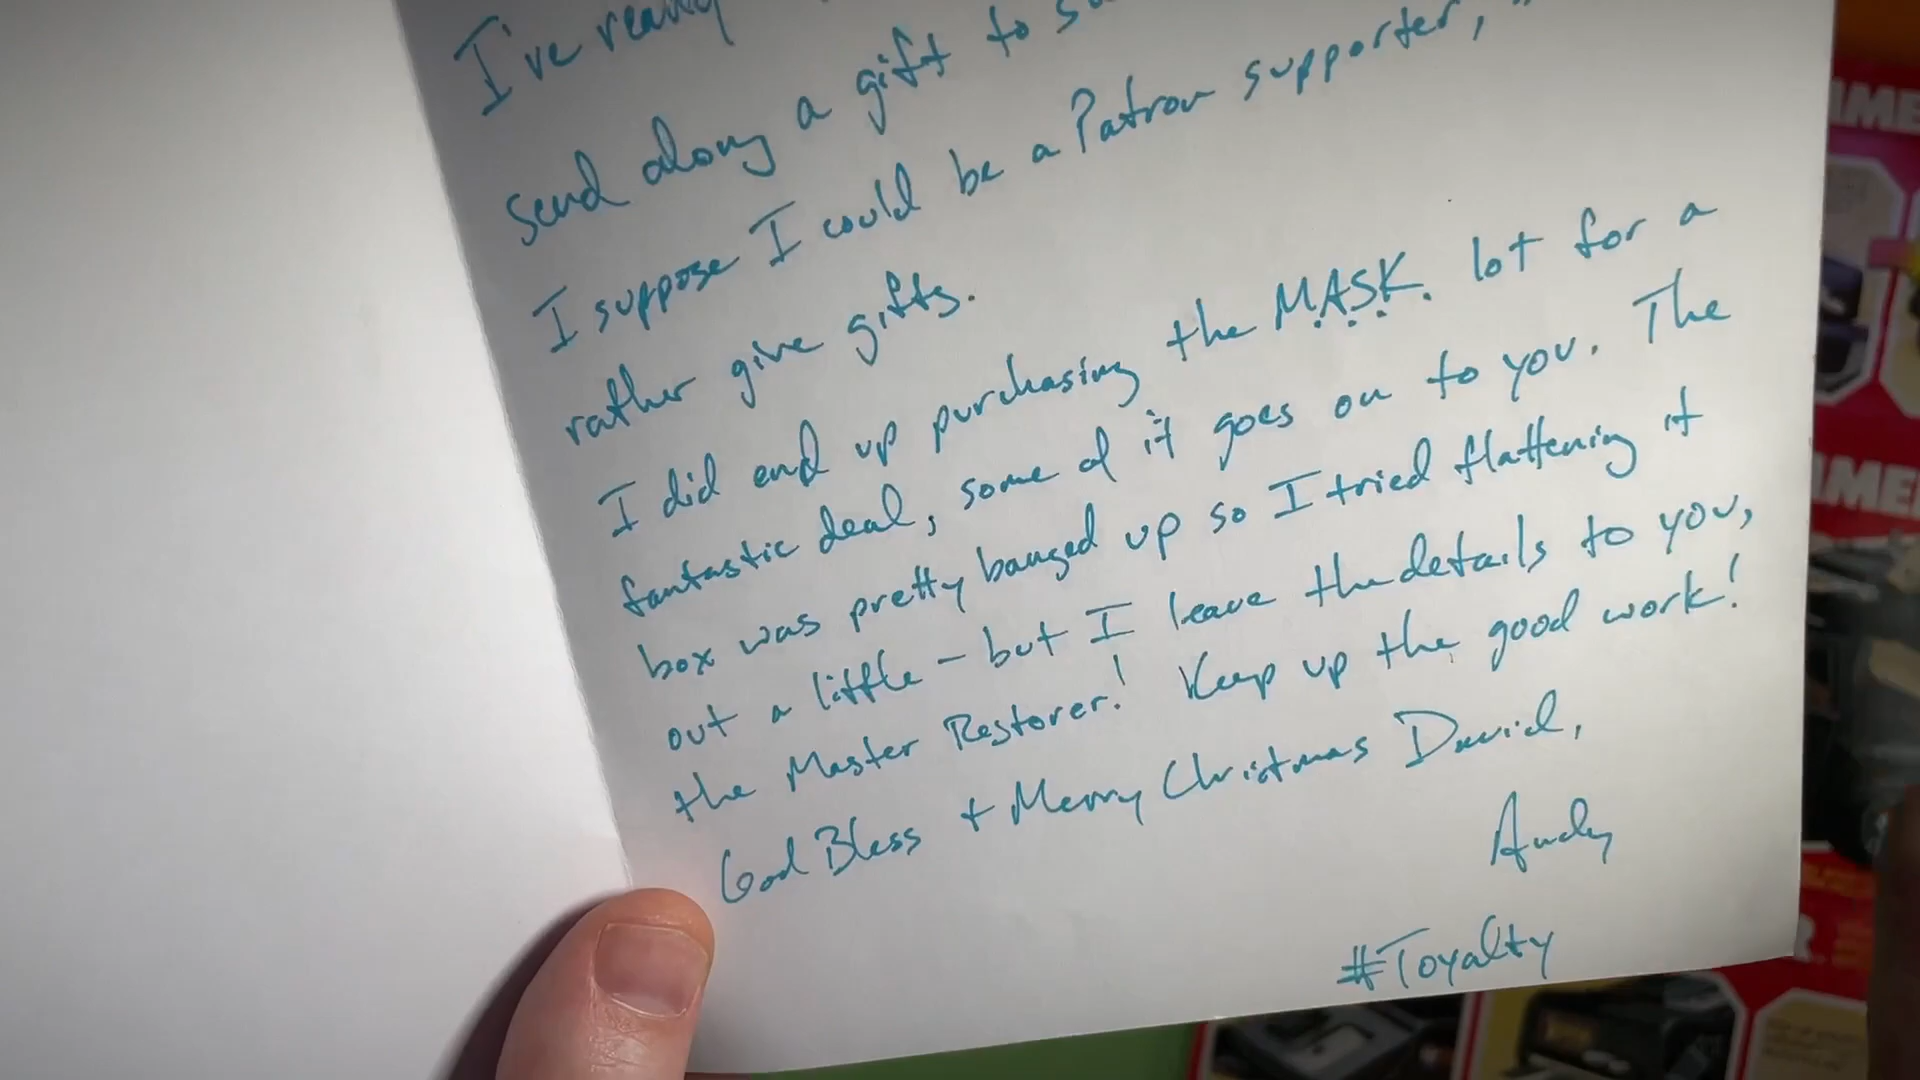 I've really
send along a gift to
I suppose I could be a Patron supporter,
rather give gifts.
I did end up purchasing the M.A.S.K. lot for a
fantastic deal, some of it goes on to you. The
box was pretty banged up so I tried flattening it
out a little - but I leave the details to you,
the Master Restorer! Keep up the good work!
God Bless + Merry Christmas David,
Andy
#Toyalty